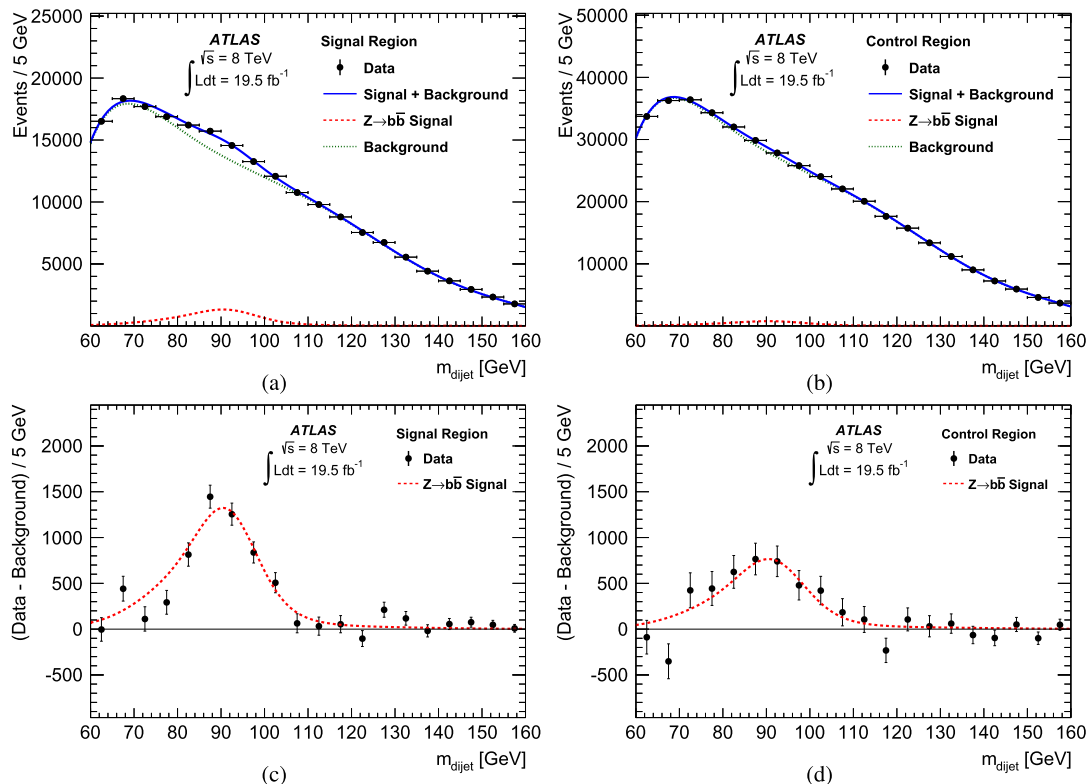 Events / 5 GeV
25000
20000
15000
10000
5000
60 70 80 90 100 110 120 130 140 150 160
m_dijet [GeV]
ATLAS
√s = 8 TeV
∫ Ldt = 19.5 fb⁻¹
Signal Region
Data
Signal + Background
Z→bb̅ Signal
Background
(a)
Events / 5 GeV
50000
40000
30000
20000
10000
60 70 80 90 100 110 120 130 140 150 160
m_dijet [GeV]
ATLAS
√s = 8 TeV
∫ Ldt = 19.5 fb⁻¹
Control Region
Data
Signal + Background
Z→bb̅ Signal
Background
(b)
(Data - Background) / 5 GeV
2000
1500
1000
500
0
-500
60 70 80 90 100 110 120 130 140 150 160
m_dijet [GeV]
ATLAS
√s = 8 TeV
∫ Ldt = 19.5 fb⁻¹
Signal Region
Data
Z→bb̅ Signal
(c)
(Data - Background) / 5 GeV
2000
1500
1000
500
0
-500
60 70 80 90 100 110 120 130 140 150 160
m_dijet [GeV]
ATLAS
√s = 8 TeV
∫ Ldt = 19.5 fb⁻¹
Control Region
Data
Z→bb̅ Signal
(d)